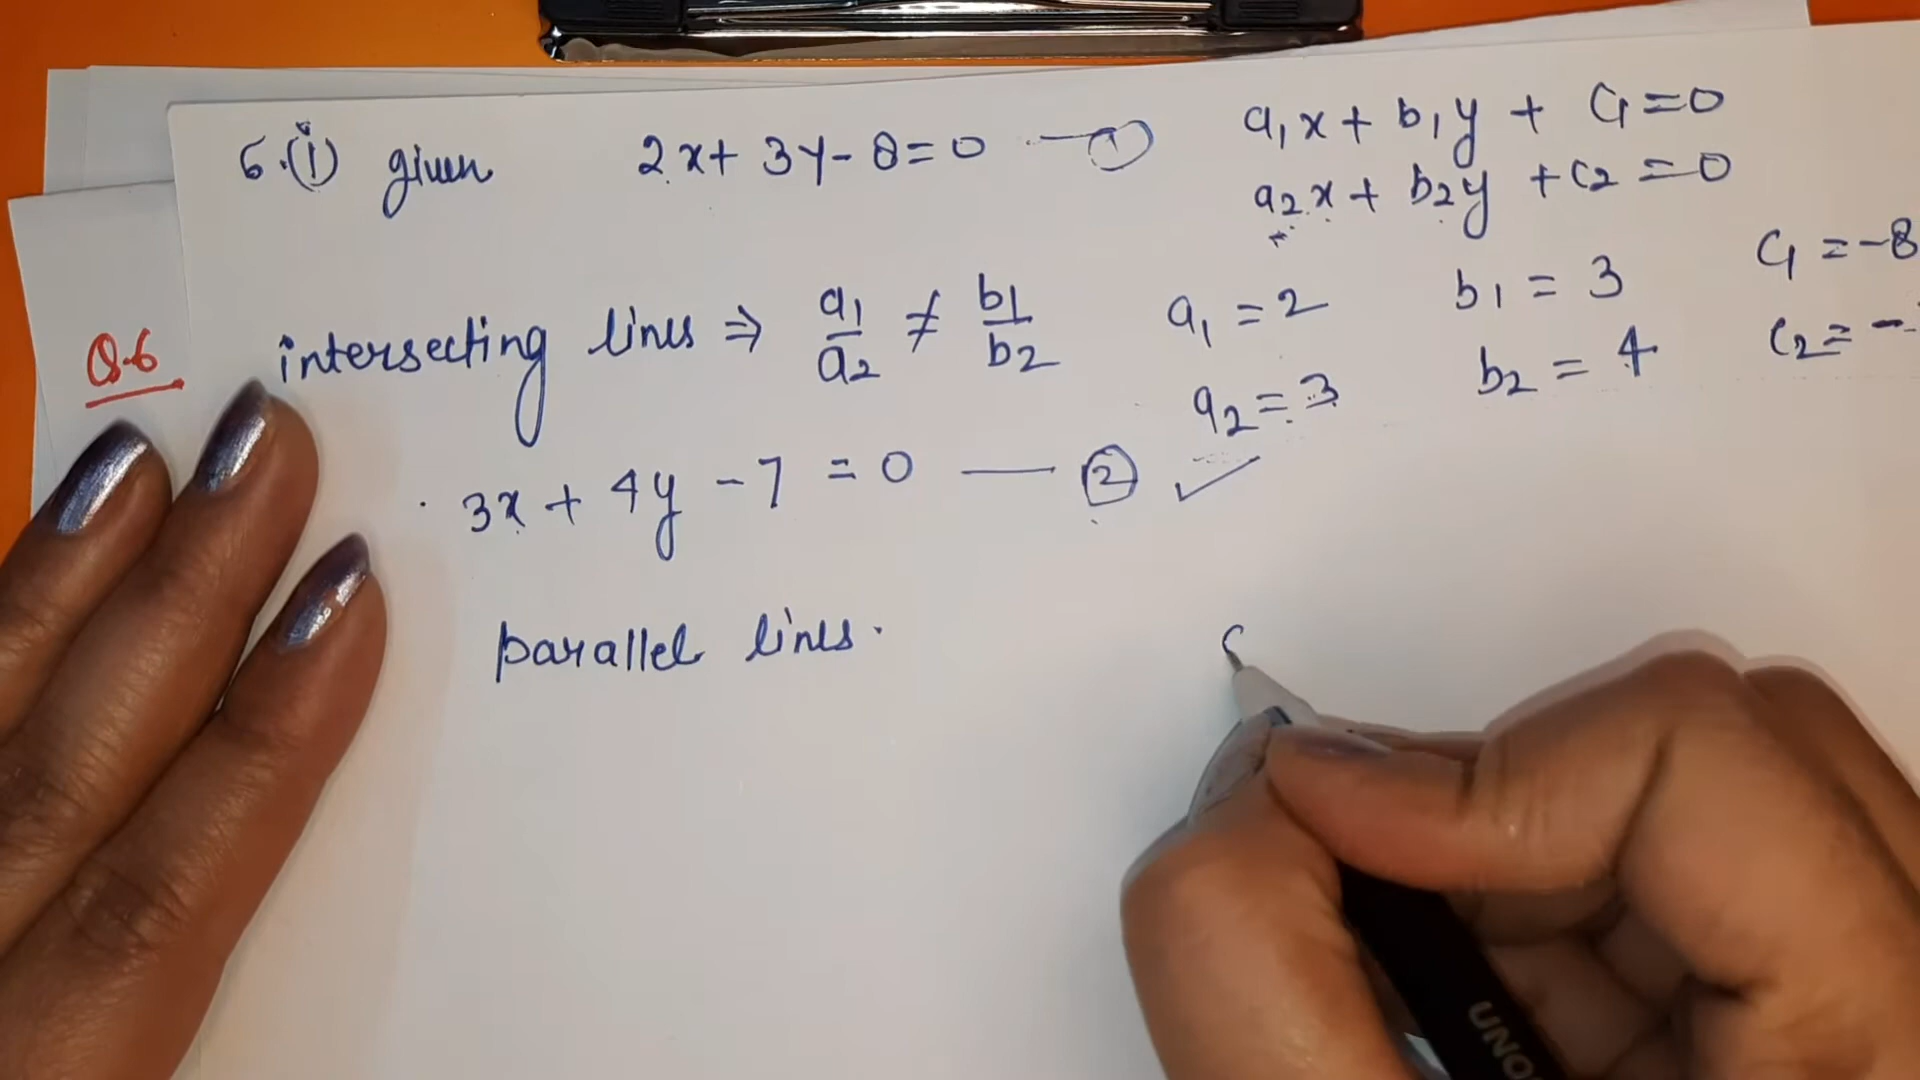 6.(i) given 2x + 3y - 8 = 0 — ①
a₁x + b₁y + c₁ = 0
a₂x + b₂y + c₂ = 0
Q.6
intersecting lines ⇒ a₁/a₂ ≠ b₁/b₂
a₁ = 2 b₁ = 3 c₁ = -8
a₂ = 3 b₂ = 4 c₂ = -
3x + 4y - 7 = 0 — ② ✓
parallel lines.
UNO